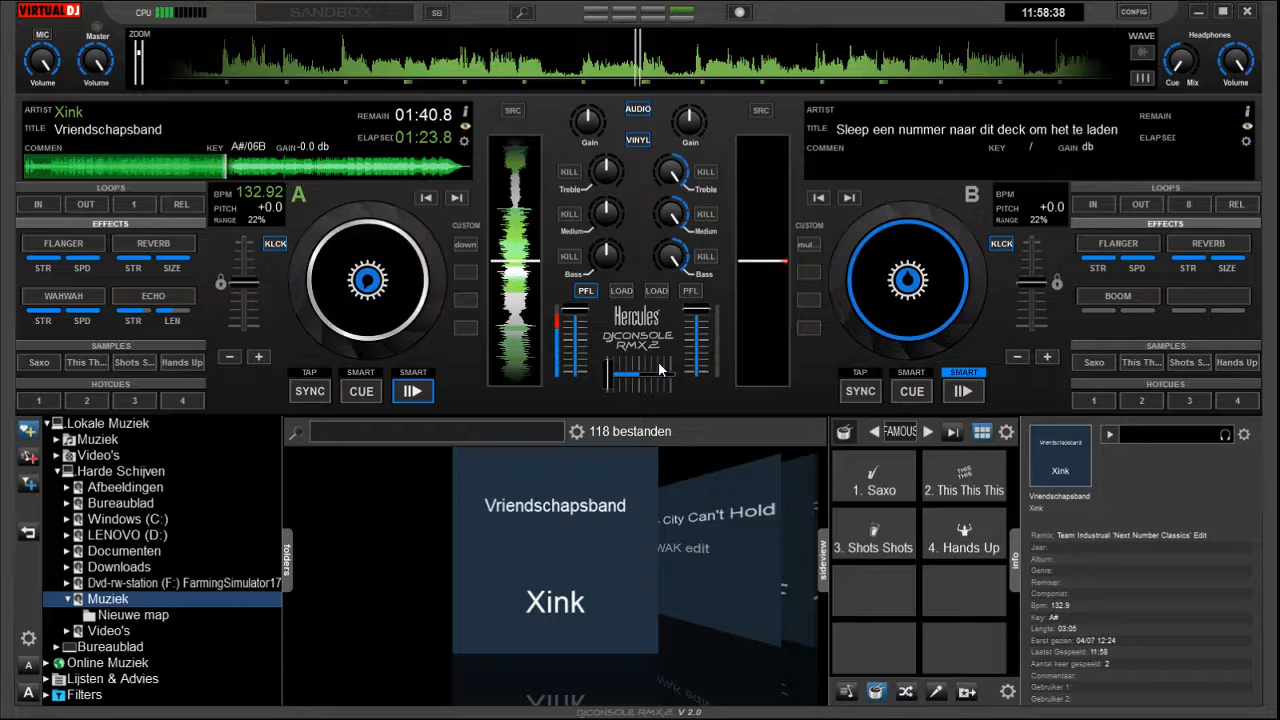 VIRTUALDJ
CPU
SANDBOX
SB
11:58:38
CONFIG
MIC
Master
Volume
Volume
ZOOM
WAVE
Headphones
Cue
Mix
Volume
ARTIST Xink
TITLE Vriendschapsband
COMMEN
KEY A#/06B
GAIN -0.0 db
REMAIN 01:40.8
ELAPSED 01:23.8
SRC
AUDIO
VINYL
Gain
Gain
SRC
ARTIST
TITLE Sleep een nummer naar dit deck om het te laden
COMMEN
KEY /
GAIN db
REMAIN
ELAPSED
LOOPS
IN OUT 1 REL
EFFECTS
FLANGER REVERB
STR SPD STR SIZE
WAHWAH ECHO
STR SPD STR LEN
SAMPLES
Saxo This Th... Shots S... Hands Up
HOTCUES
1 2 3 4
BPM 132.92
PITCH +0.0
RANGE 22%
A
KLCK
CUSTOM
down
TAP SMART SMART
SYNC CUE
KILL Treble
KILL Treble
KILL Medium
KILL Medium
KILL Bass
KILL Bass
PFL LOAD LOAD PFL
Hercules
DJCONSOLE
RMX2
B
BPM
PITCH +0.0
RANGE 22%
KLCK
CUSTOM
mul...
TAP SMART SMART
SYNC CUE
LOOPS
IN OUT 8 REL
EFFECTS
FLANGER REVERB
STR SPD STR SIZE
BOOM
SAMPLES
Saxo This Th... Shots S... Hands Up
HOTCUES
1 2 3 4
Lokale Muziek
Muziek
Video's
Harde Schijven
Afbeeldingen
Bureaublad
Windows (C:)
LENOVO (D:)
Documenten
Downloads
Dvd-rw-station (F:) FarmingSimulator17
Muziek
Nieuwe map
Video's
Bureaublad
Online Muziek
Lijsten & Advies
Filters
A
A
folders
118 bestanden
Vriendschapsband
Xink
City Can't Hold
WAK edit
sideview
FAMOUS
1. Saxo
2. This This This
THIS
THIS
3. Shots Shots
4. Hands Up
info
Vriendschapsband
Xink
Vriendschapsband
Xink
Remix: Team Industrual 'Next Number Classics' Edit
Jaar:
Album:
Genre:
Remixer:
Componist:
Bpm: 132.9
Key: A#
Lengte: 03:05
Eerst gezien: 04/07 12:24
Laatst Gespeeld: 11:58
Aantal keer gespeeld: 2
Commentaar:
Gebruiker 1:
Gebruiker 2:
DJCONSOLE RMX2 V 2.0